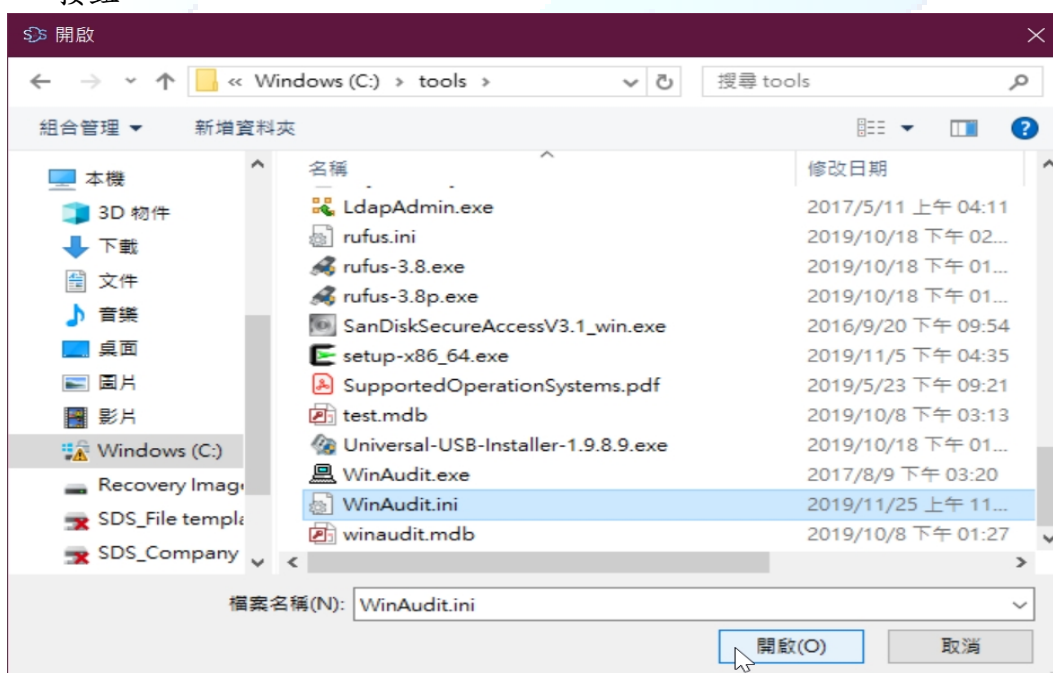 按鈕
SDS 開啟
« Windows (C:) › tools ›
搜尋 tools
組合管理
新增資料夾
名稱
修改日期
本機
3D 物件
下載
文件
音樂
桌面
圖片
影片
Windows (C:)
Recovery Imag
SDS_File templa
SDS_Company
LdapAdmin.exe 2017/5/11 上午 04:11
rufus.ini 2019/10/18 下午 02...
rufus-3.8.exe 2019/10/18 下午 01...
rufus-3.8p.exe 2019/10/18 下午 01...
SanDiskSecureAccessV3.1_win.exe 2016/9/20 下午 09:54
setup-x86_64.exe 2019/11/5 下午 04:35
SupportedOperationSystems.pdf 2019/5/23 下午 09:21
test.mdb 2019/10/8 下午 03:13
Universal-USB-Installer-1.9.8.9.exe 2019/10/18 下午 01...
WinAudit.exe 2017/8/9 下午 03:20
WinAudit.ini 2019/11/25 上午 11...
winaudit.mdb 2019/10/8 下午 01:27
檔案名稱(N): WinAudit.ini
開啟(O)
取消